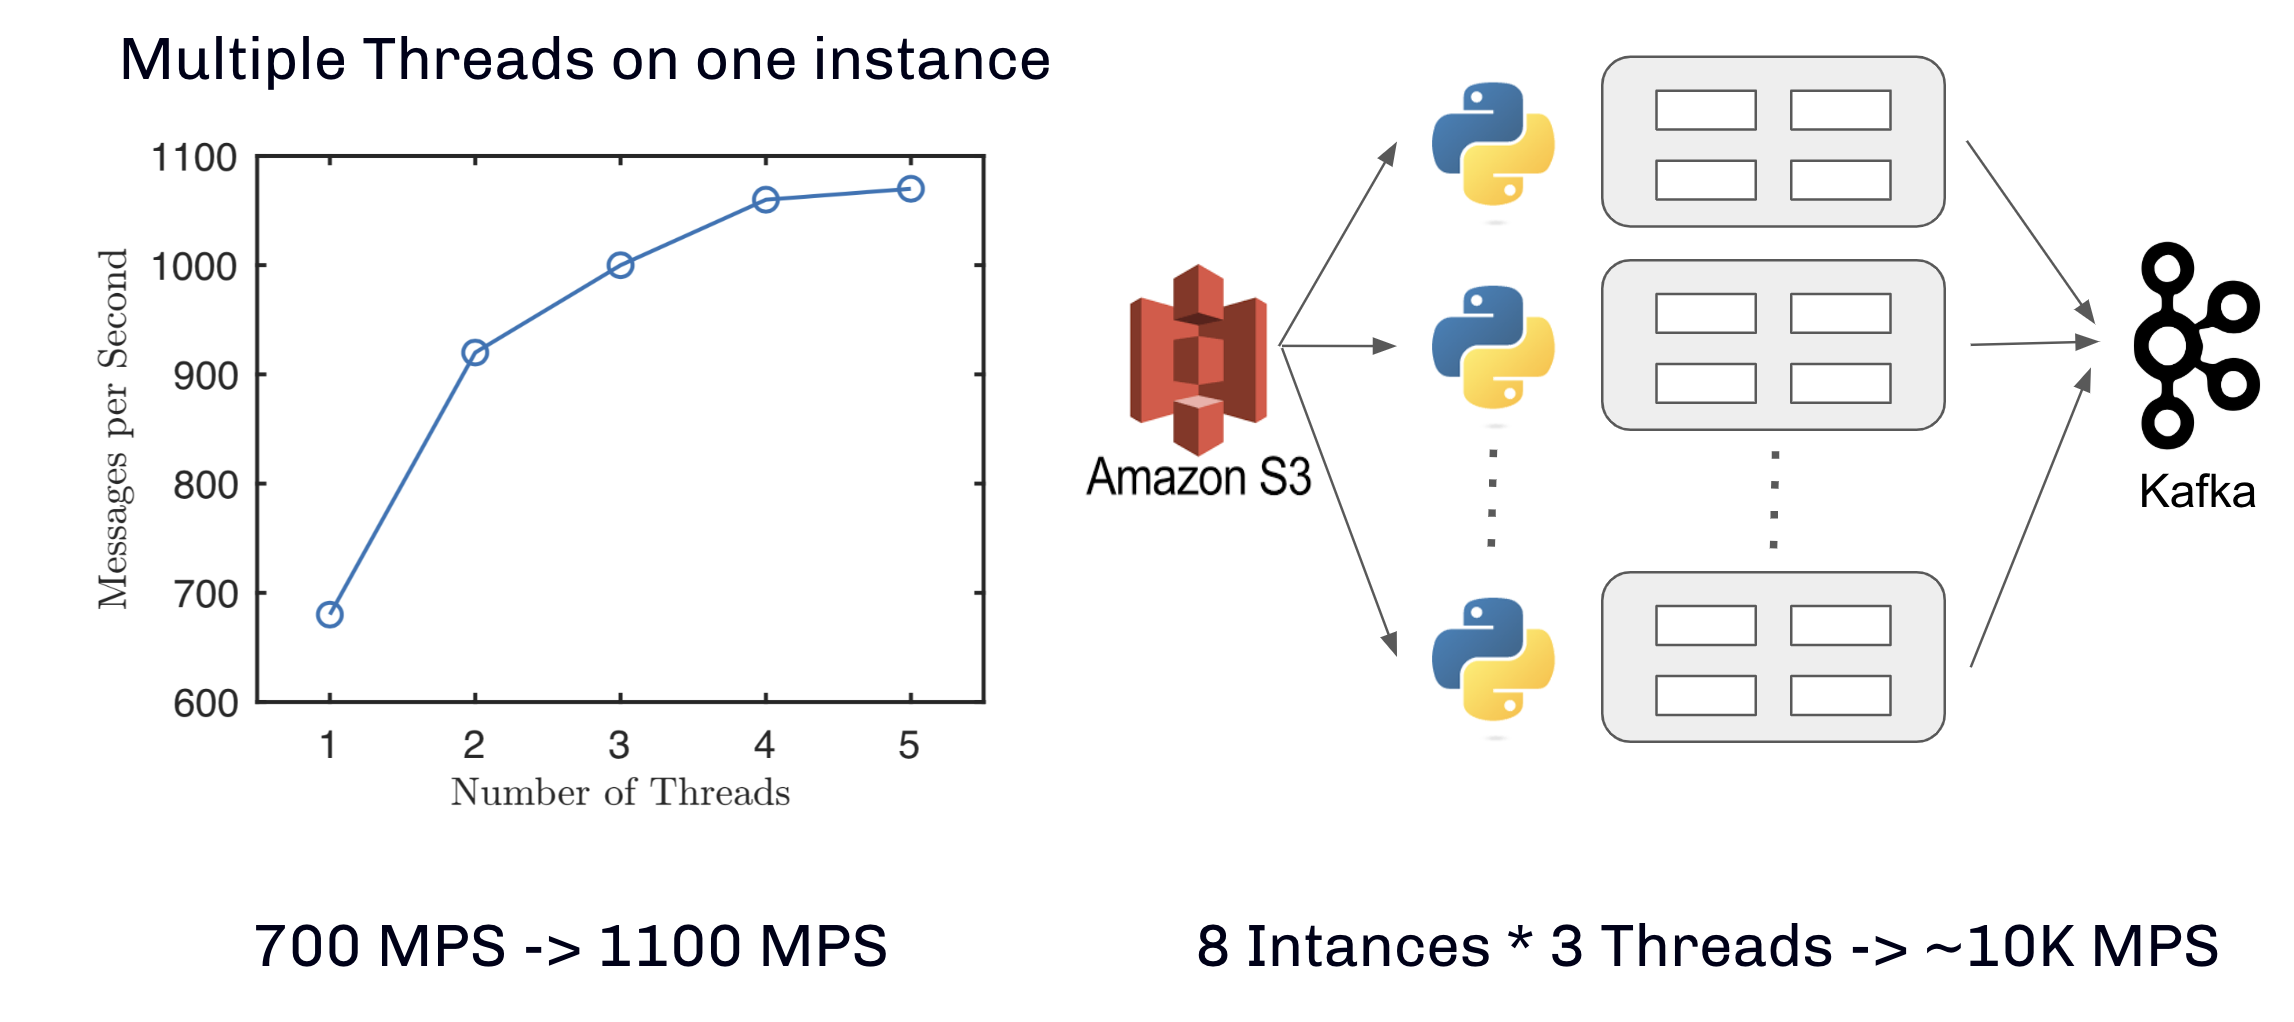 Multiple Threads on one instance
1100
1000
900
800
700
600
Messages per Second
1 2 3 4 5
Number of Threads
700 MPS -> 1100 MPS
Amazon S3
Kafka
8 Intances * 3 Threads -> ~10K MPS